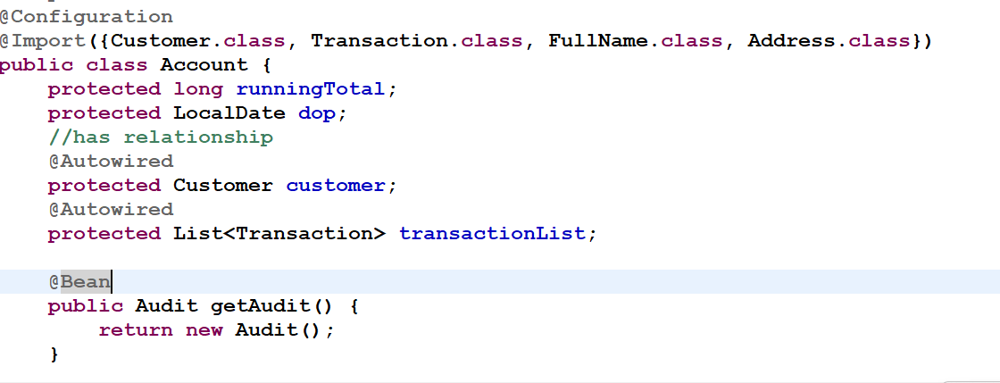 @Configuration
@Import({Customer.class, Transaction.class, FullName.class, Address.class})
public class Account {
    protected long runningTotal;
    protected LocalDate dop;
    //has relationship
    @Autowired
    protected Customer customer;
    @Autowired
    protected List<Transaction> transactionList;

    @Bean
    public Audit getAudit() {
        return new Audit();
    }